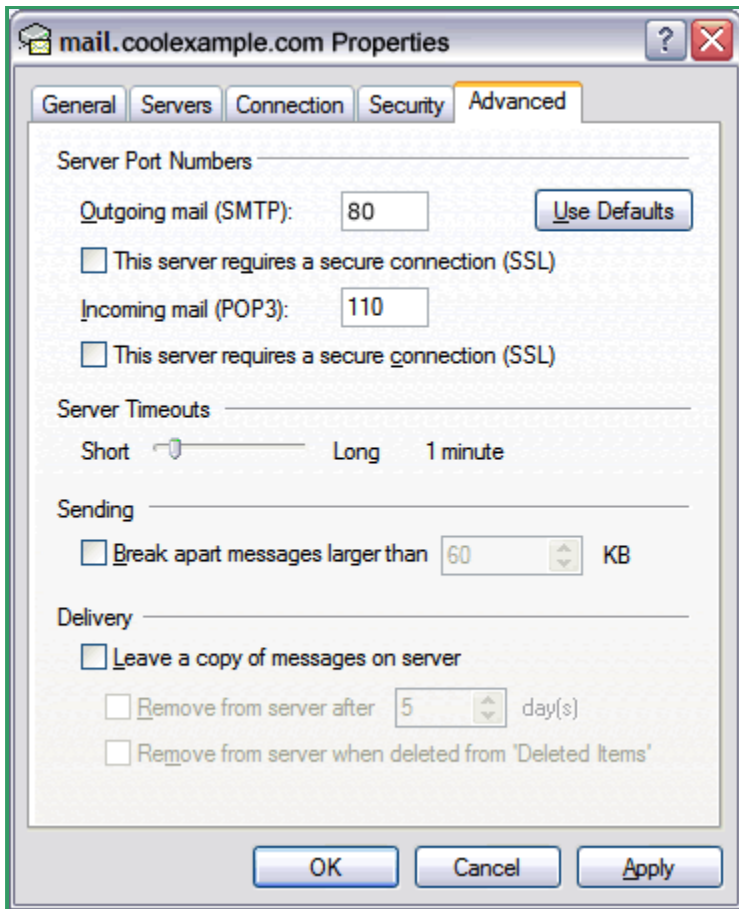 mail.coolexample.com Properties
General Servers Connection Security Advanced
Server Port Numbers
Outgoing mail (SMTP): 80 Use Defaults
This server requires a secure connection (SSL)
Incoming mail (POP3): 110
This server requires a secure connection (SSL)
Server Timeouts
Short Long 1 minute
Sending
Break apart messages larger than 60 KB
Delivery
Leave a copy of messages on server
Remove from server after 5 day(s)
Remove from server when deleted from 'Deleted Items'
OK Cancel Apply